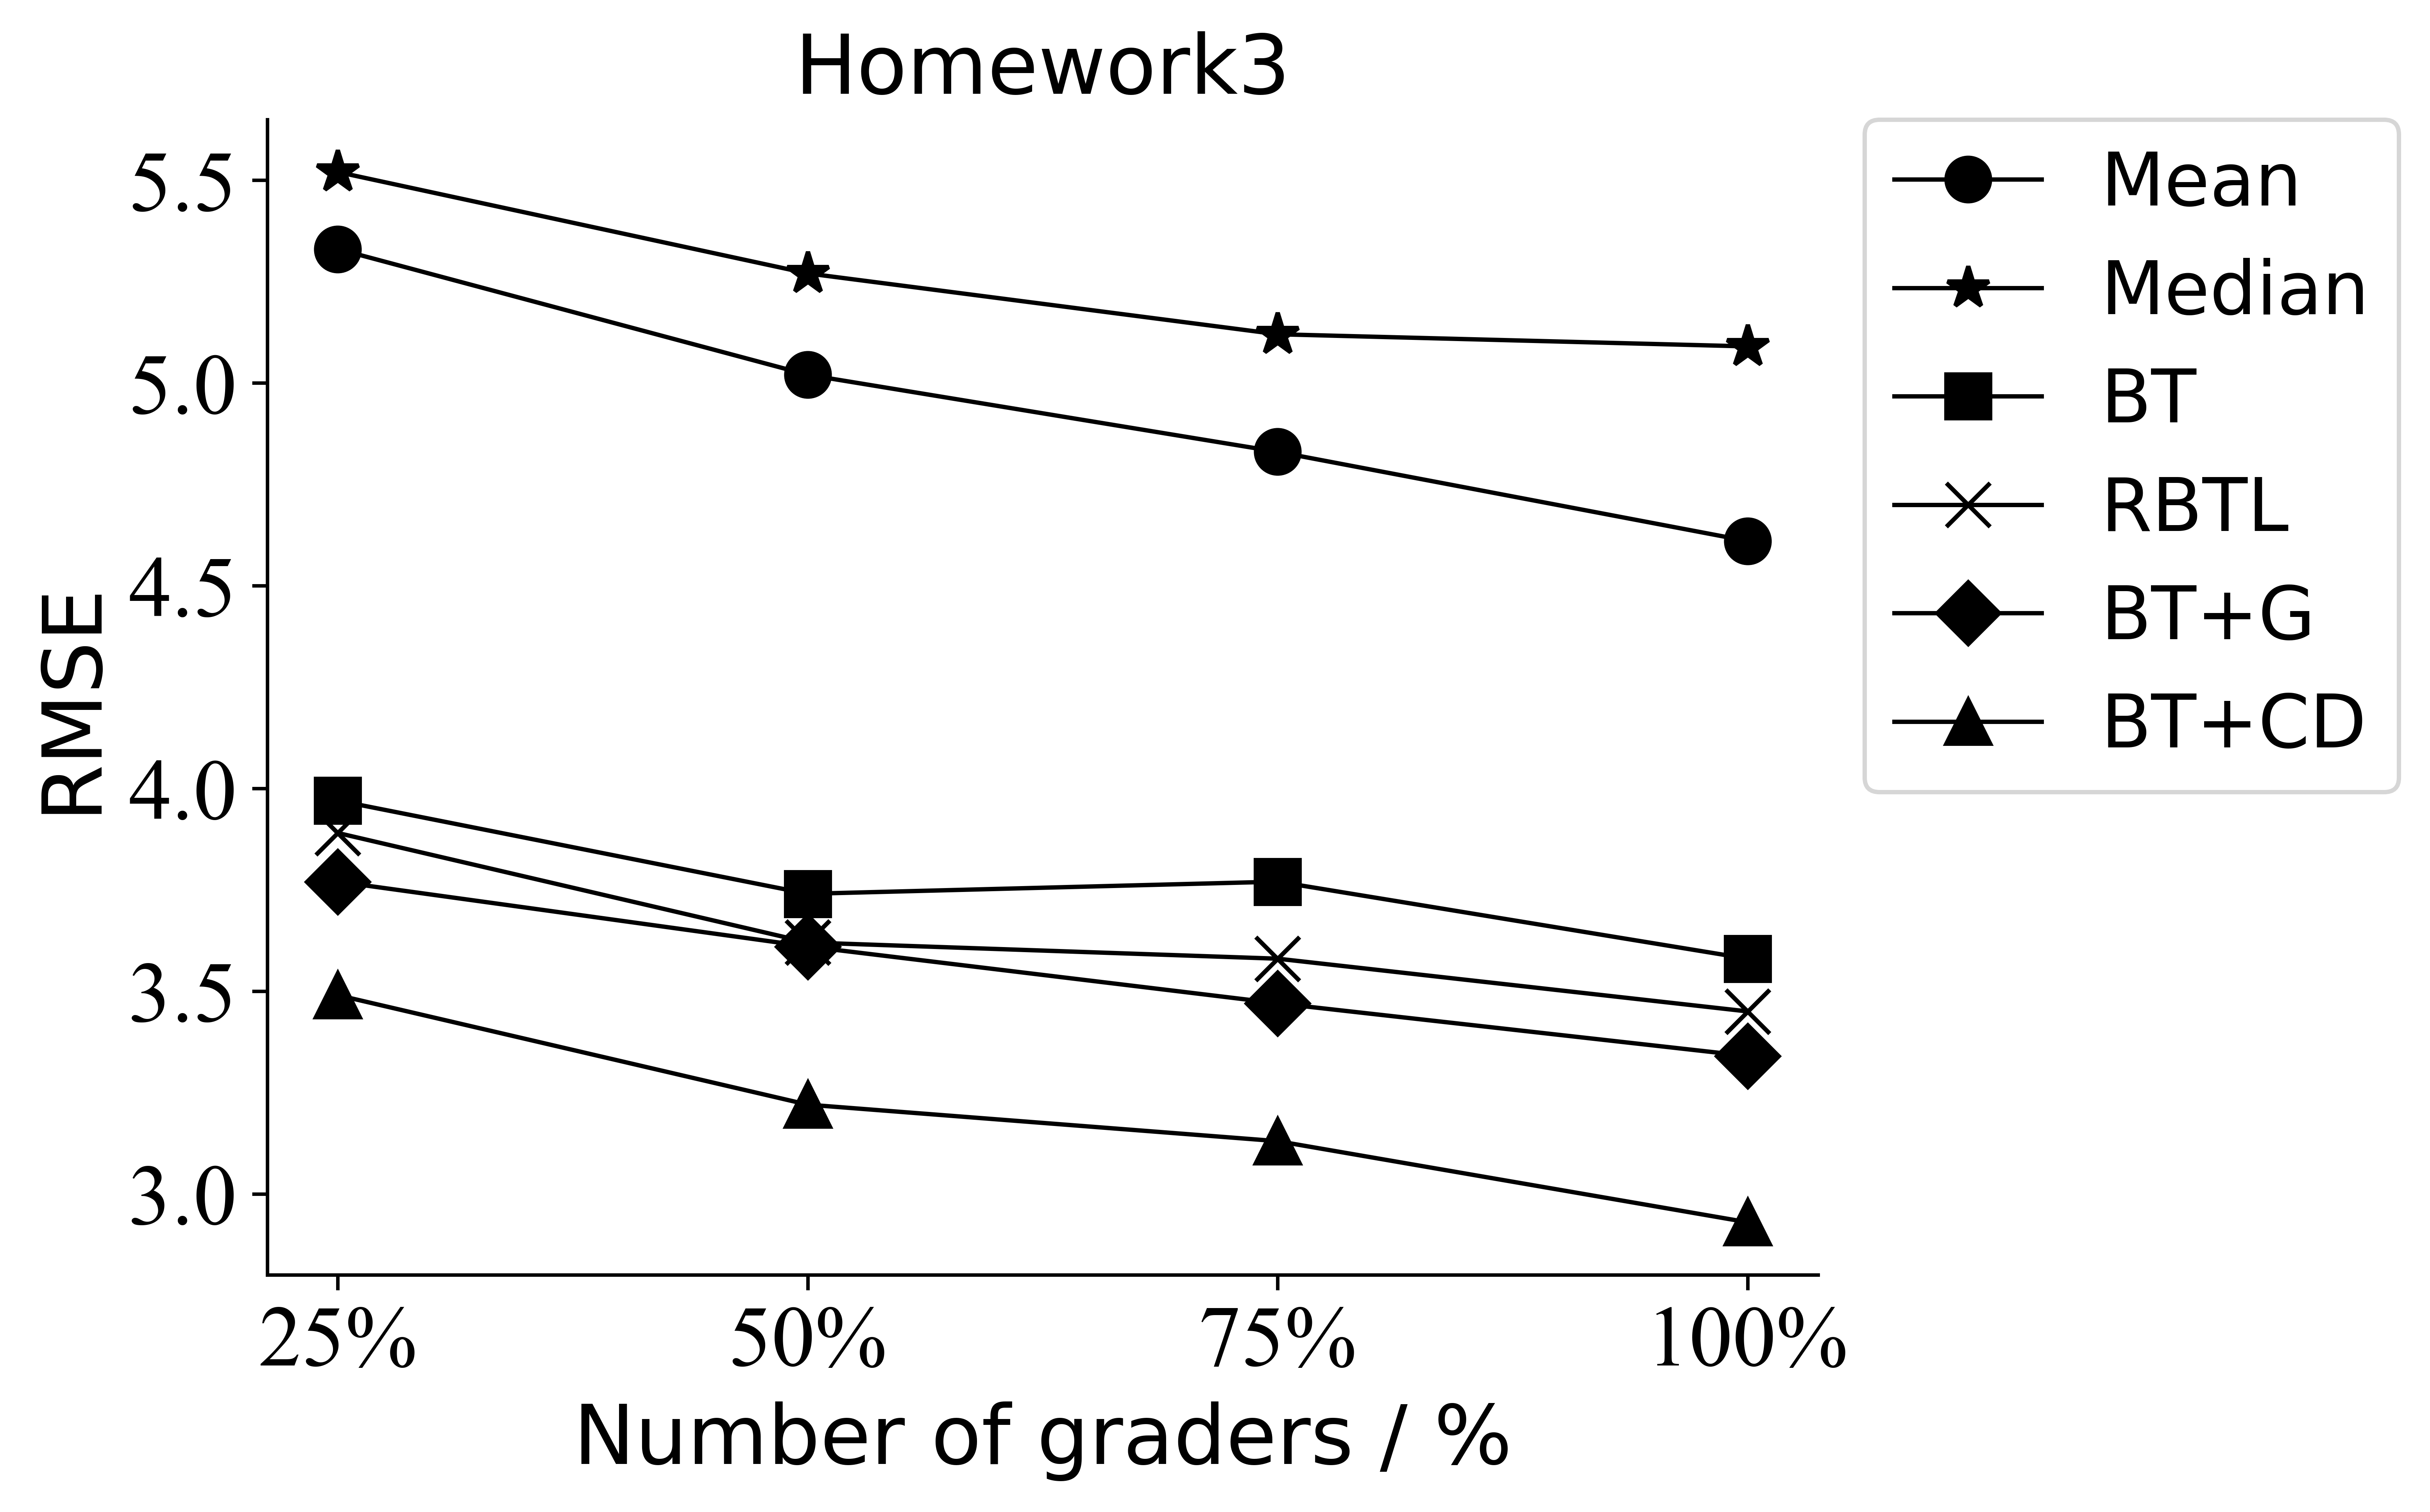 Homework3
RMSE
5.5
5.0
4.5
4.0
3.5
3.0
25% 50% 75% 100%
Number of graders / %
Mean
Median
BT
RBTL
BT+G
BT+CD